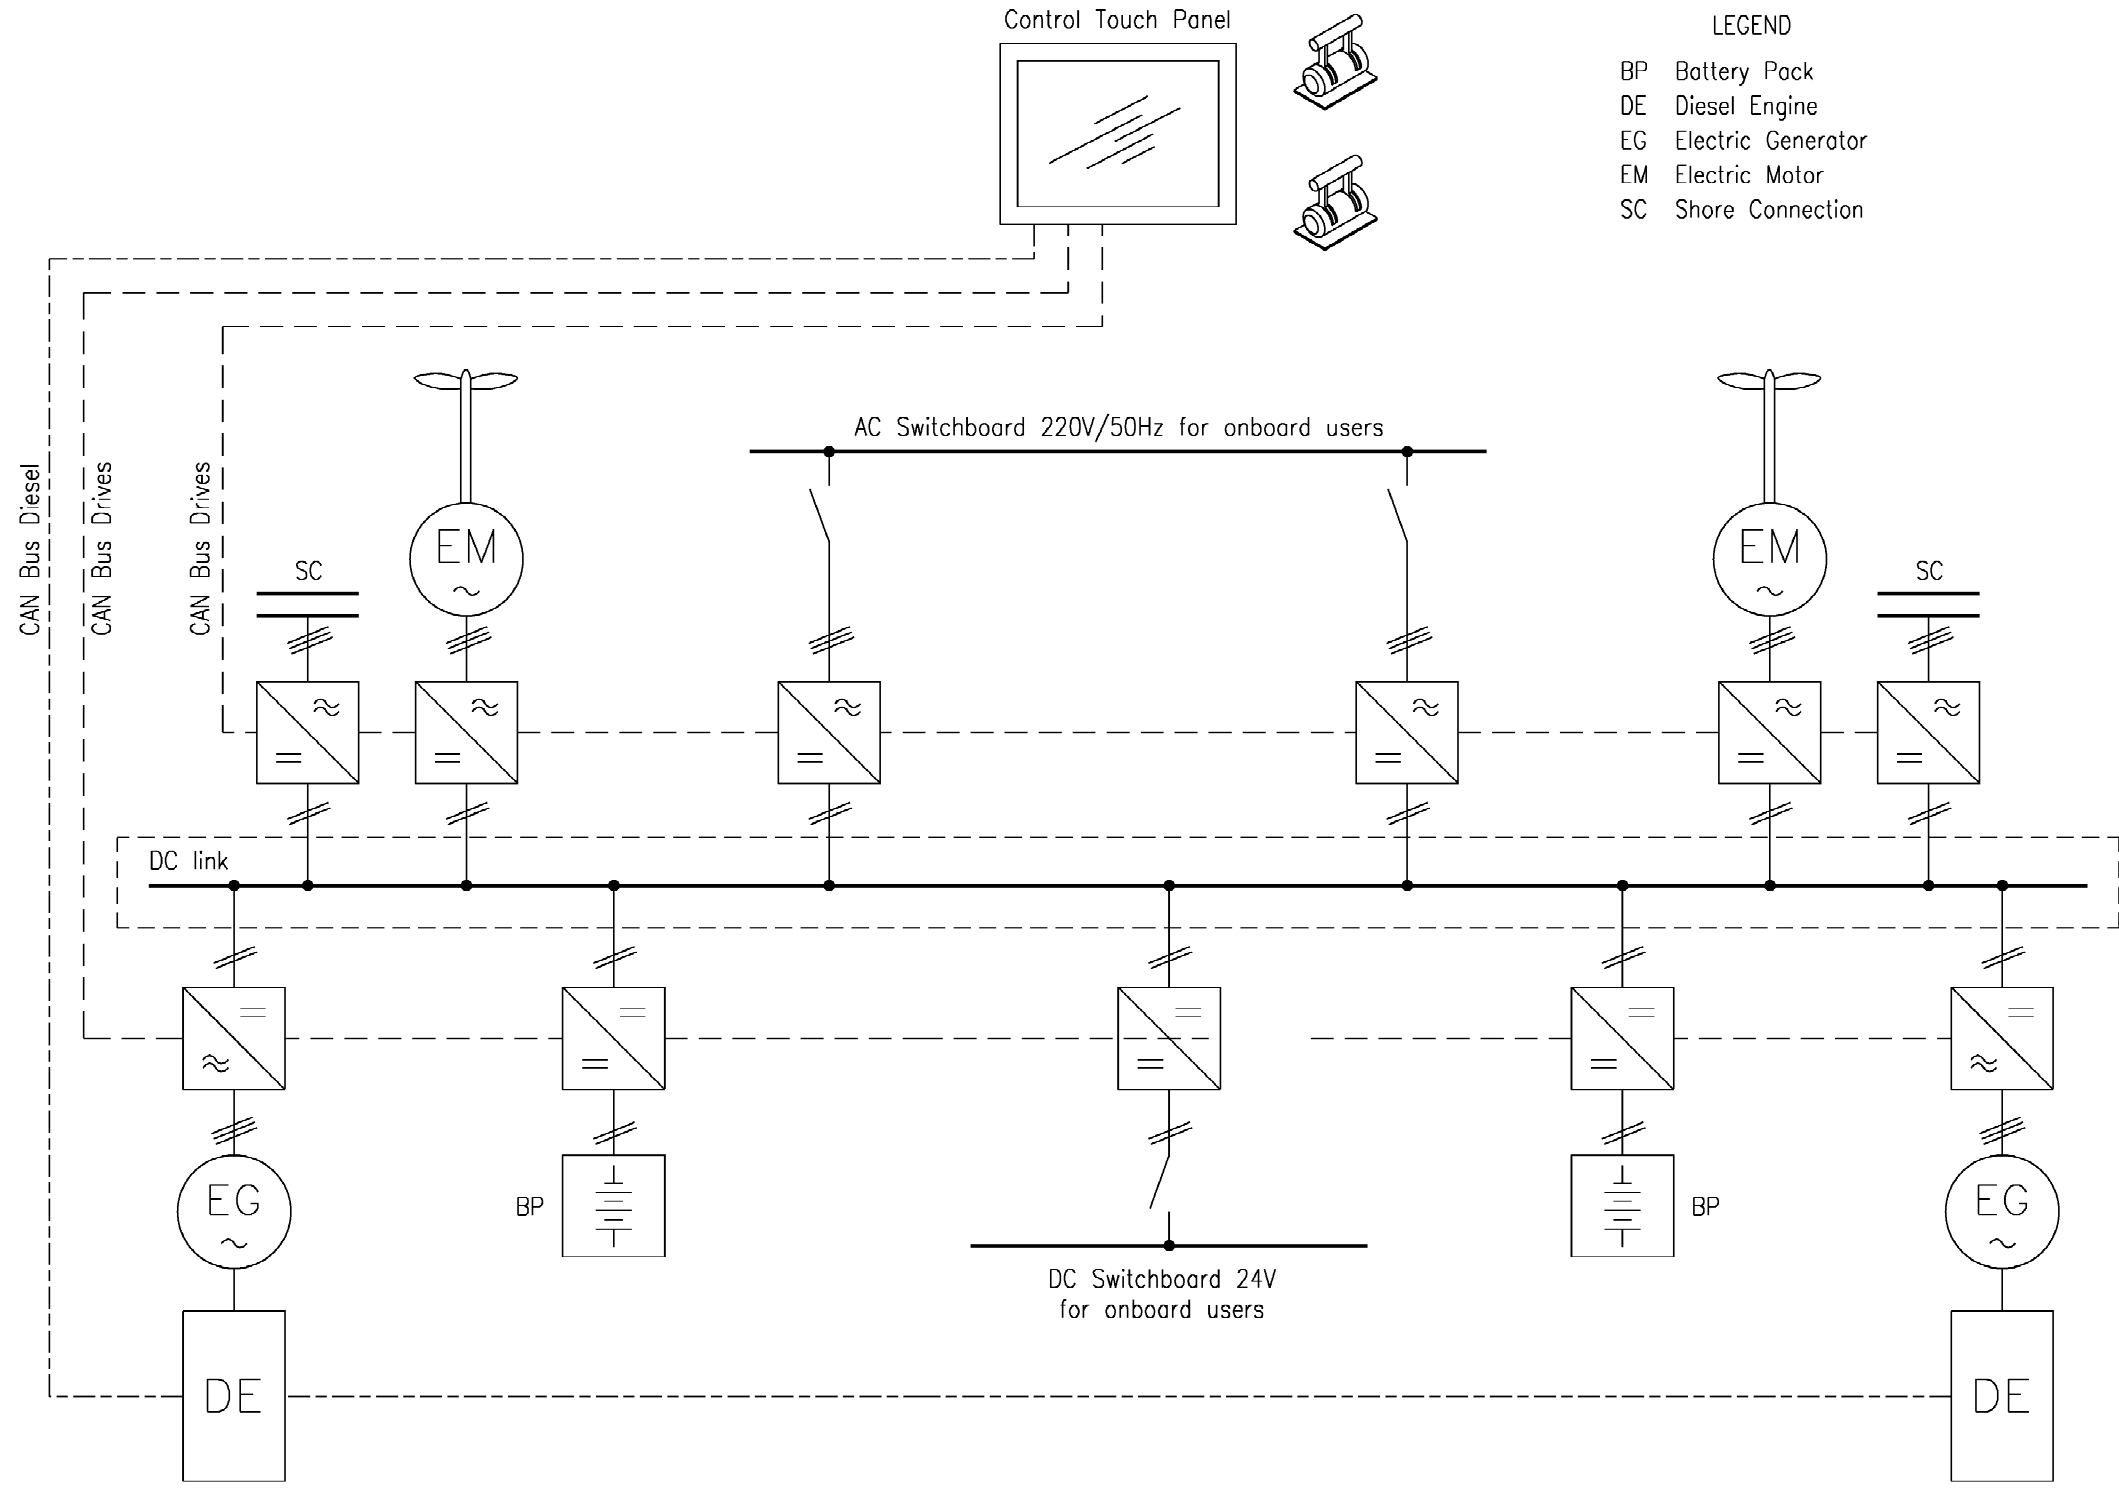 Control Touch Panel
LEGEND
BP Battery Pack
DE Diesel Engine
EG Electric Generator
EM Electric Motor
SC Shore Connection
CAN Bus Diesel
CAN Bus Drives
CAN Bus Drives
AC Switchboard 220V/50Hz for onboard users
EM
EM
SC
SC
DC link
EG
BP
BP
EG
DC Switchboard 24V
for onboard users
DE
DE